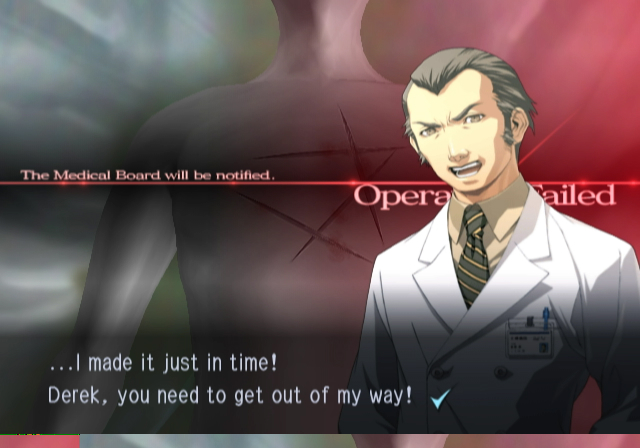 The Medical Board will be notified.
Opera ailed
...I made it just in time!
Derek, you need to get out of my way!